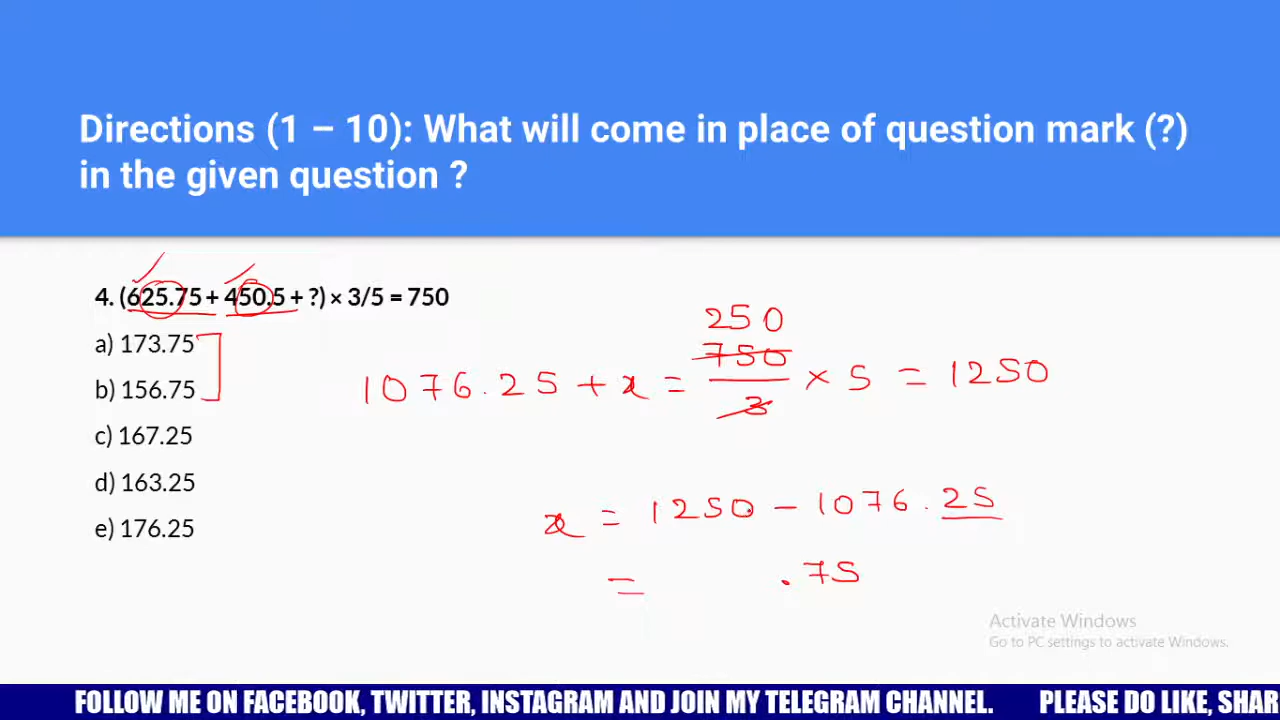 Directions (1 – 10): What will come in place of question mark (?)
in the given question ?
4. (625.75 + 450.5 + ?) × 3/5 = 750
a) 173.75
b) 156.75
c) 167.25
d) 163.25
e) 176.25
250
1076.25 + x = 750/3 × 5 = 1250
x = 1250 - 1076.25
= .75
Activate Windows
Go to PC settings to activate Windows.
FOLLOW ME ON FACEBOOK, TWITTER, INSTAGRAM AND JOIN MY TELEGRAM CHANNEL. PLEASE DO LIKE, SHAR